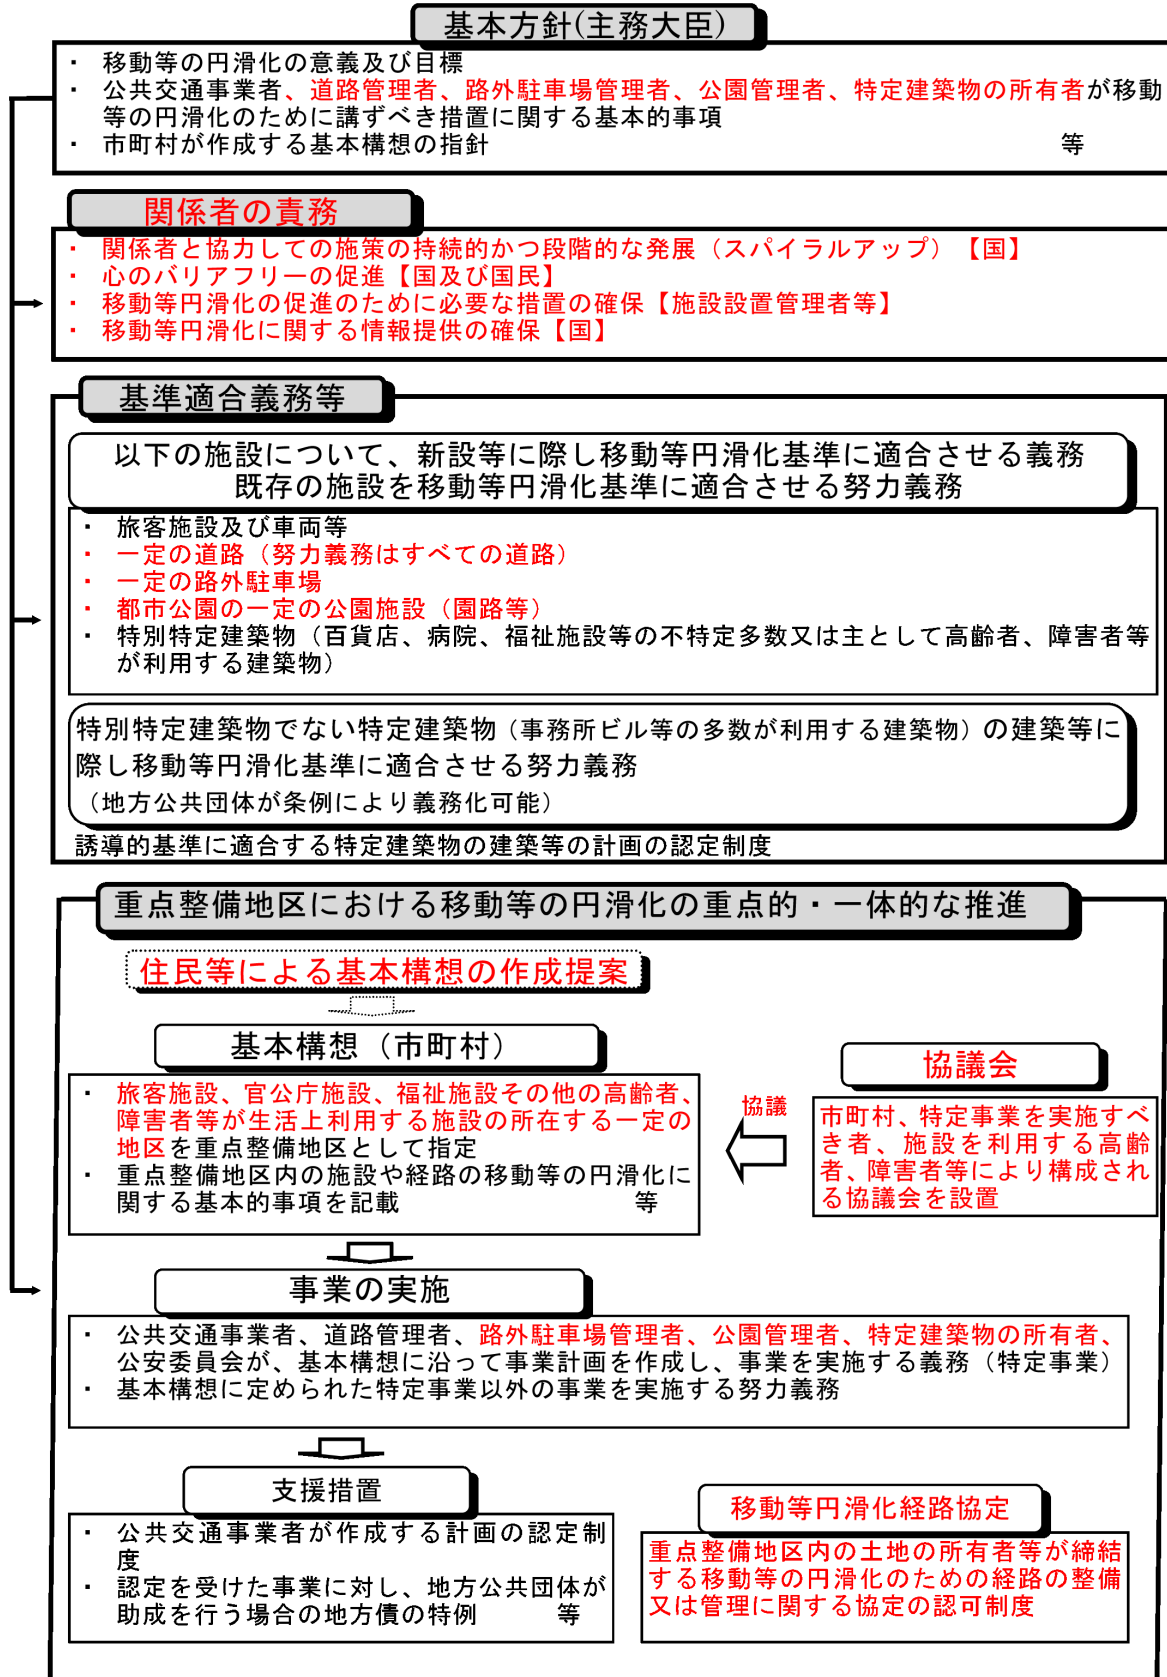 基本方針(主務大臣)
・ 移動等の円滑化の意義及び目標
・ 公共交通事業者、道路管理者、路外駐車場管理者、公園管理者、特定建築物の所有者が移動
等の円滑化のために講ずべき措置に関する基本的事項
・ 市町村が作成する基本構想の指針 等
関係者の責務
・ 関係者と協力しての施策の持続的かつ段階的な発展（スパイラルアップ）【国】
・ 心のバリアフリーの促進【国及び国民】
・ 移動等円滑化の促進のために必要な措置の確保【施設設置管理者等】
・ 移動等円滑化に関する情報提供の確保【国】
基準適合義務等
以下の施設について、新設等に際し移動等円滑化基準に適合させる義務
既存の施設を移動等円滑化基準に適合させる努力義務
・ 旅客施設及び車両等
・ 一定の道路（努力義務はすべての道路）
・ 一定の路外駐車場
・ 都市公園の一定の公園施設（園路等）
・ 特別特定建築物（百貨店、病院、福祉施設等の不特定多数又は主として高齢者、障害者等
が利用する建築物）
特別特定建築物でない特定建築物（事務所ビル等の多数が利用する建築物）の建築等に
際し移動等円滑化基準に適合させる努力義務
（地方公共団体が条例により義務化可能）
誘導的基準に適合する特定建築物の建築等の計画の認定制度
重点整備地区における移動等の円滑化の重点的・一体的な推進
住民等による基本構想の作成提案
基本構想（市町村）
・ 旅客施設、官公庁施設、福祉施設その他の高齢者、
障害者等が生活上利用する施設の所在する一定の
地区を重点整備地区として指定
・ 重点整備地区内の施設や経路の移動等の円滑化に
関する基本的事項を記載 等
協議
協議会
市町村、特定事業を実施すべ
き者、施設を利用する高齢
者、障害者等により構成され
る協議会を設置
事業の実施
・ 公共交通事業者、道路管理者、路外駐車場管理者、公園管理者、特定建築物の所有者、
公安委員会が、基本構想に沿って事業計画を作成し、事業を実施する義務（特定事業）
・ 基本構想に定められた特定事業以外の事業を実施する努力義務
支援措置
・ 公共交通事業者が作成する計画の認定制
度
・ 認定を受けた事業に対し、地方公共団体が
助成を行う場合の地方債の特例 等
移動等円滑化経路協定
重点整備地区内の土地の所有者等が締結
する移動等の円滑化のための経路の整備
又は管理に関する協定の認可制度